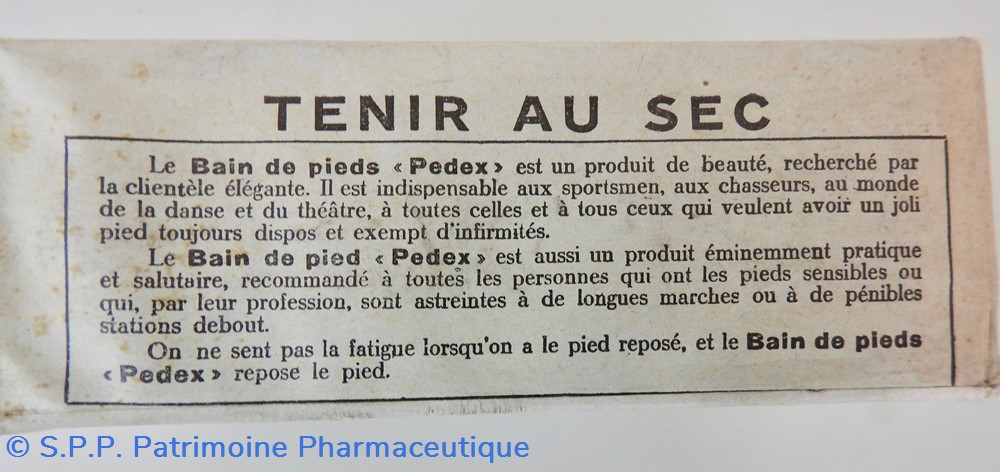 TENIR AU SEC
Le Bain de pieds « Pedex » est un produit de beauté, recherché par
la clientèle élégante. Il est indispensable aux sportsmen, aux chasseurs, au monde
de la danse et du théâtre, à toutes celles et à tous ceux qui veulent avoir un joli
pied toujours dispos et exempt d'infirmités.
Le Bain de pied « Pedex » est aussi un produit éminemment pratique
et salutaire, recommandé à toutes les personnes qui ont les pieds sensibles ou
qui, par leur profession, sont astreintes à de longues marches ou à de pénibles
stations debout.
On ne sent pas la fatigue lorsqu'on a le pied reposé, et le Bain de pieds
« Pedex » repose le pied.
© S.P.P. Patrimoine Pharmaceutique